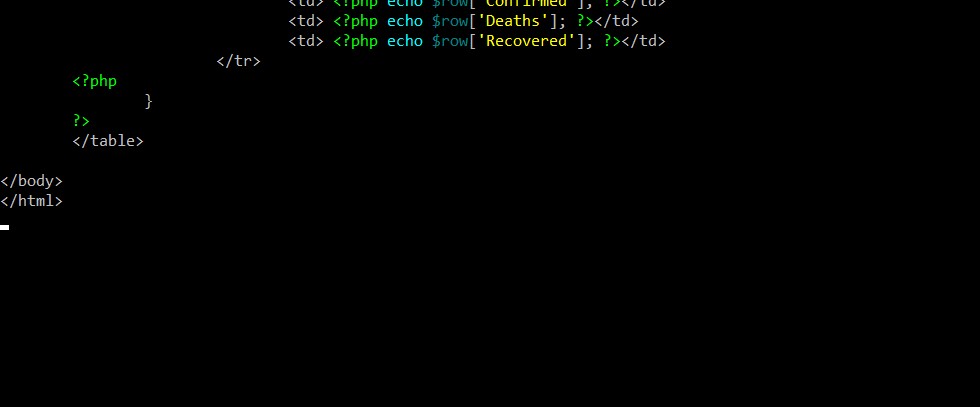 <td> <?php echo $row['Confirmed']; ?></td>
<td> <?php echo $row['Deaths']; ?></td>
<td> <?php echo $row['Recovered']; ?></td>
</tr>
<?php
}
?>
</table>
</body>
</html>